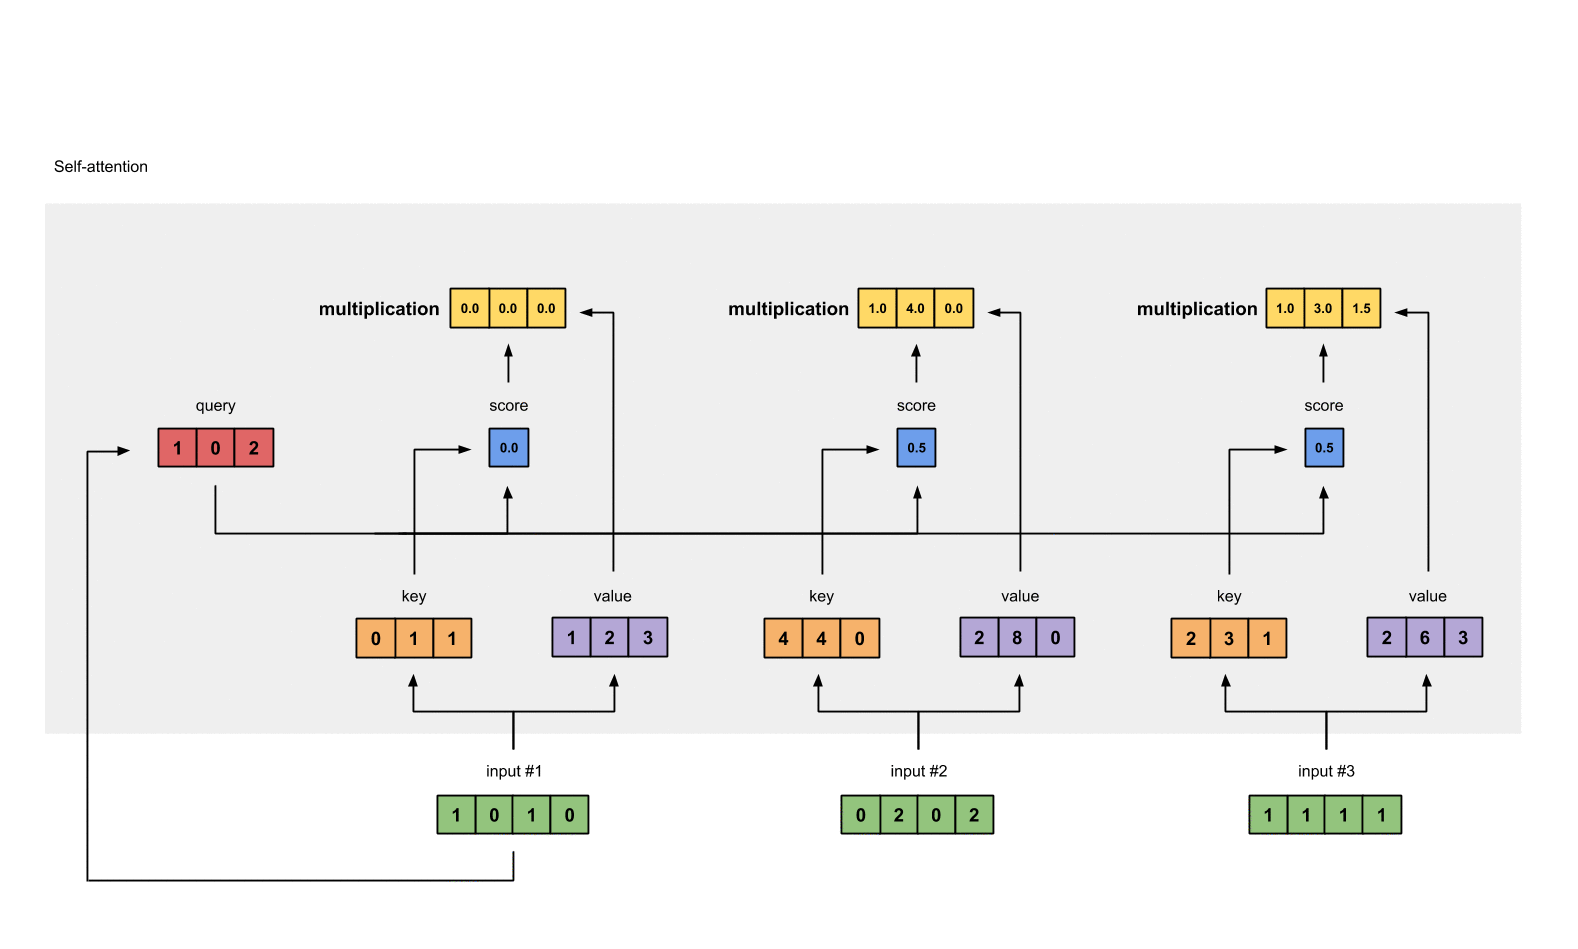 Self-attention
multiplication 0.0 0.0 0.0
multiplication 1.0 4.0 0.0
multiplication 1.0 3.0 1.5
query
score
score
score
1 0 2
0.0
0.5
0.5
key
value
key
value
key
value
0 1 1
1 2 3
4 4 0
2 8 0
2 3 1
2 6 3
input #1
input #2
input #3
1 0 1 0
0 2 0 2
1 1 1 1